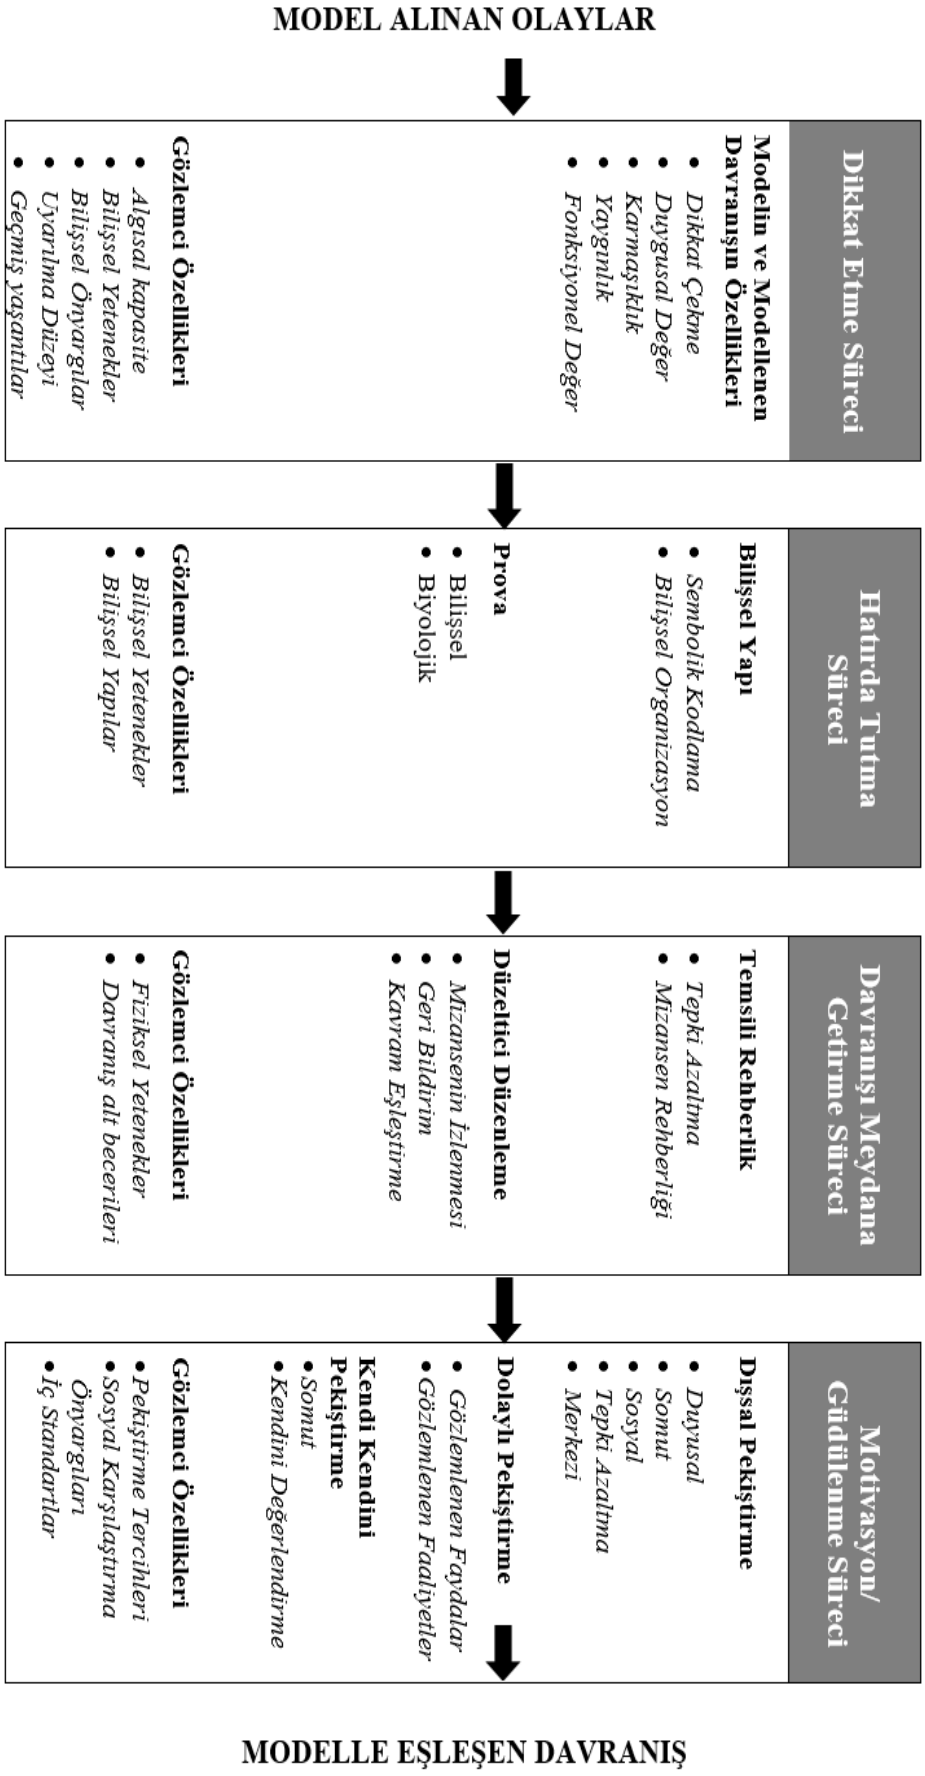 MODEL ALINAN OLAYLAR
Dikkat Etme Süreci
Modelin ve Modellenen
Davranışın Özellikleri
• Dikkat Çekme
• Duygusal Değer
• Karmaşıklık
• Yaygınlık
• Fonksiyonel Değer
Gözlemci Özellikleri
• Algısal kapasite
• Bilişsel Yetenekler
• Bilişsel Önyargılar
• Uyarılma Düzeyi
• Geçmiş yaşantılar
Hatırda Tutma
Süreci
Bilişsel Yapı
• Sembolik Kodlama
• Bilişsel Organizasyon
Prova
• Bilişsel
• Biyolojik
Gözlemci Özellikleri
• Bilişsel Yetenekler
• Bilişsel Yapılar
Davranışı Meydana
Getirme Süreci
Temsili Rehberlik
• Tepki Azaltma
• Mizansen Rehberliği
Düzeltici Düzenleme
• Mizansenin İzlenmesi
• Geri Bildirim
• Kavram Eşleştirme
Gözlemci Özellikleri
• Fiziksel Yetenekler
• Davranış alt becerileri
Motivasyon/
Güdülenme Süreci
Dışsal Pekiştirme
• Duyusal
• Somut
• Sosyal
• Tepki Azaltma
• Merkezi
Dolaylı Pekiştirme
• Gözlemlenen Faydalar
• Gözlemlenen Faaliyetler
Kendi Kendini
Pekiştirme
• Somut
• Kendini Değerlendirme
Gözlemci Özellikleri
• Pekiştirme Tercihleri
• Sosyal Karşılaştırma
Önyargıları
• İç Standartlar
MODELLE EŞLEŞEN DAVRANIŞ